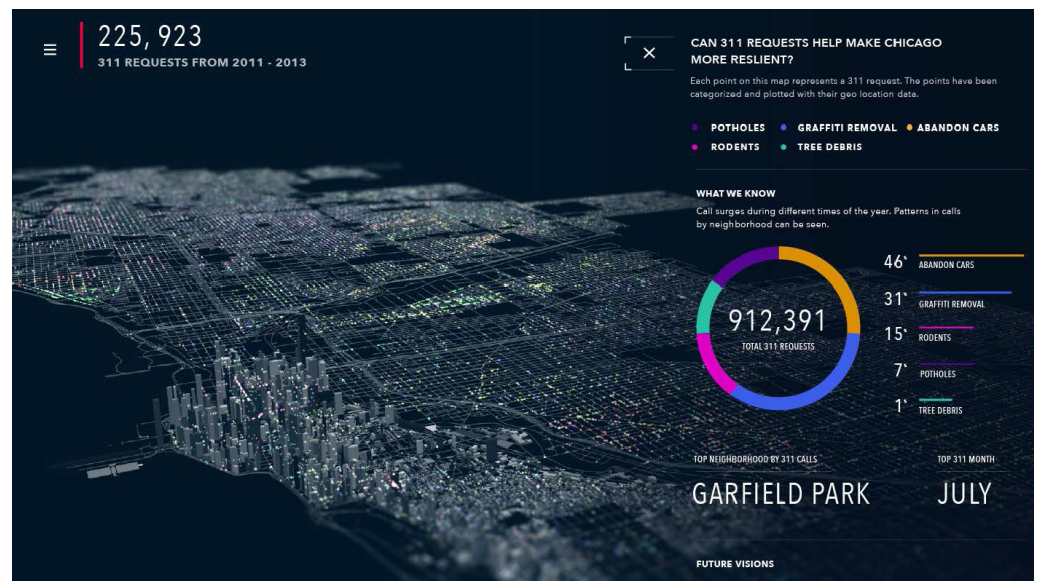 225, 923
311 REQUESTS FROM 2011 - 2013
CAN 311 REQUESTS HELP MAKE CHICAGO
MORE RESLIENT?
Each point on this map represents a 311 request. The points have been
categorized and plotted with their geo location data.
POTHOLES GRAFFITI REMOVAL ABANDON CARS
RODENTS TREE DEBRIS
WHAT WE KNOW
Call surges during different times of the year. Patterns in calls
by neighborhood can be seen.
912,391
TOTAL 311 REQUESTS
46% ABANDON CARS
31% GRAFFITI REMOVAL
15% RODENTS
7% POTHOLES
1% TREE DEBRIS
TOP NEIGHBORHOOD BY 311 CALLS
GARFIELD PARK
TOP 311 MONTH
JULY
FUTURE VISIONS